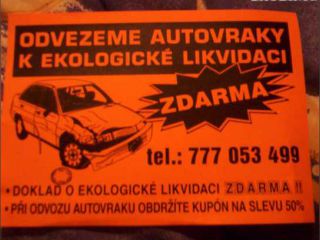 ODVEZEME AUTOVRAKY
K EKOLOGICKÉ LIKVIDACI
ZDARMA
tel.: 777 053 499
• DOKLAD O EKOLOGICKÉ LIKVIDACI ZDARMA !!
• PŘI ODVOZU AUTOVRAKU OBDRŽÍTE KUPÓN NA SLEVU 50%